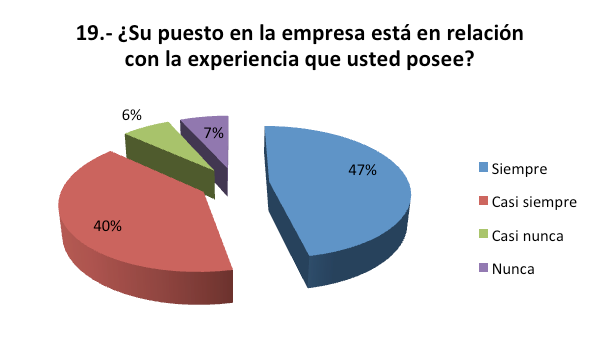 19.- ¿Su puesto en la empresa está en relación
con la experiencia que usted posee?
6%
7%
47%
40%
Siempre
Casi siempre
Casi nunca
Nunca